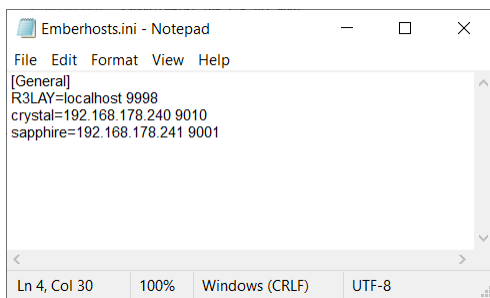 Emberhosts.ini - Notepad
File Edit Format View Help
[General]
R3LAY=localhost 9998
crystal=192.168.178.240 9010
sapphire=192.168.178.241 9001
Ln 4, Col 30 100% Windows (CRLF) UTF-8